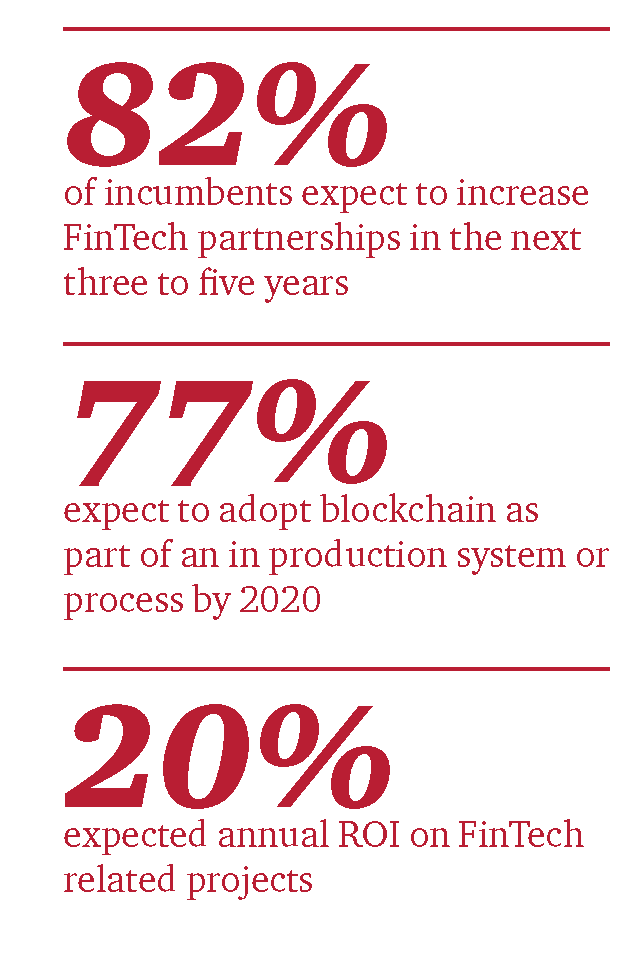 82%
of incumbents expect to increase
FinTech partnerships in the next
three to five years
77%
expect to adopt blockchain as
part of an in production system or
process by 2020
20%
expected annual ROI on FinTech
related projects